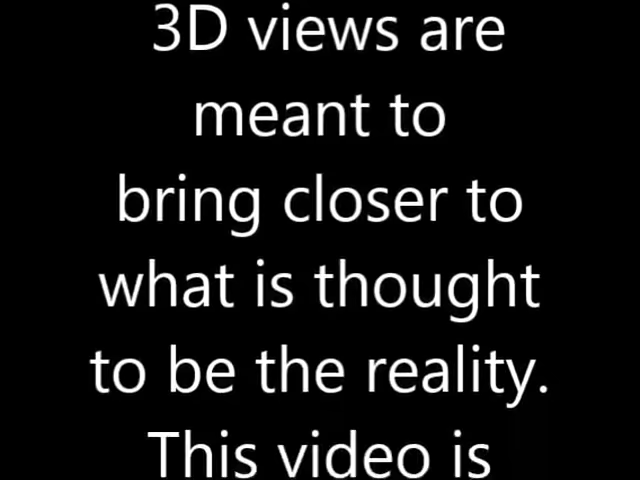 3D views are
meant to
bring closer to
what is thought
to be the reality.
This video is